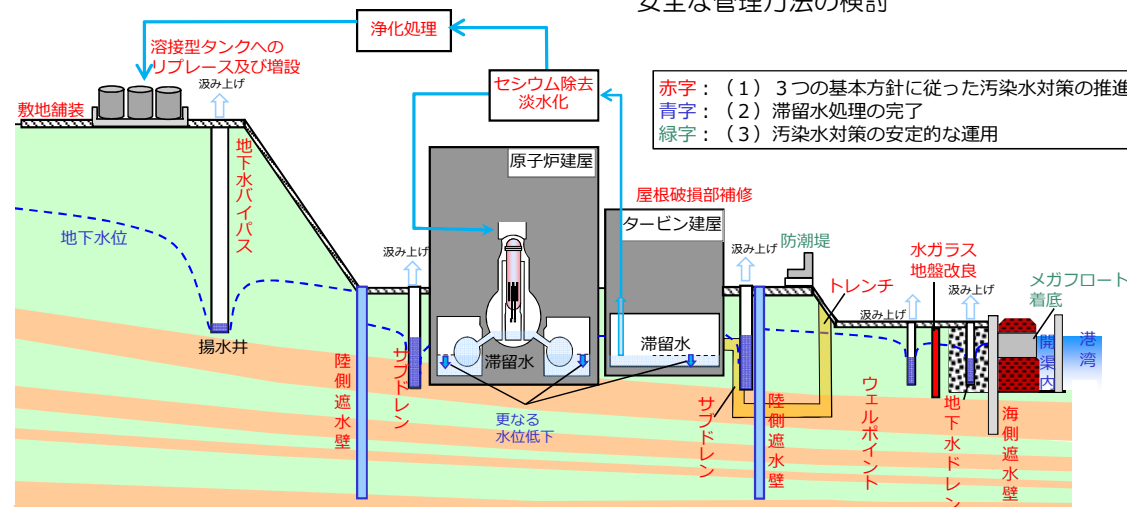 安全な管理方法の検討
浄化処理
溶接型タンクへの
リプレース及び増設
汲み上げ
敷地舗装
セシウム除去
淡水化
赤字：（1）３つの基本方針に従った汚染水対策の推進
青字：（2）滞留水処理の完了
緑字：（3）汚染水対策の安定的な運用
地下水バイパス
地下水位
揚水井
原子炉建屋
屋根破損部補修
タービン建屋
汲み上げ
汲み上げ
防潮堤
水ガラス
地盤改良
トレンチ
汲み上げ
汲み上げ
メガフロート
着底
開渠内
港湾
滞留水
滞留水
更なる
水位低下
陸側遮水壁
サブドレン
サブドレン
陸側遮水壁
ウェルポイント
地下水ドレン
海側遮水壁